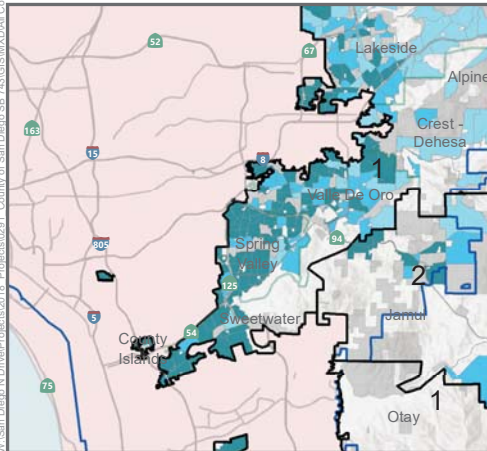 52
67
Lakeside
Alpine
163
Crest -
Dehesa
15
8
1
Valle De Oro
805
94
Spring
Valley
2
125
5
Sweetwater
54
Jamul
County
Islands
75
1
Otay